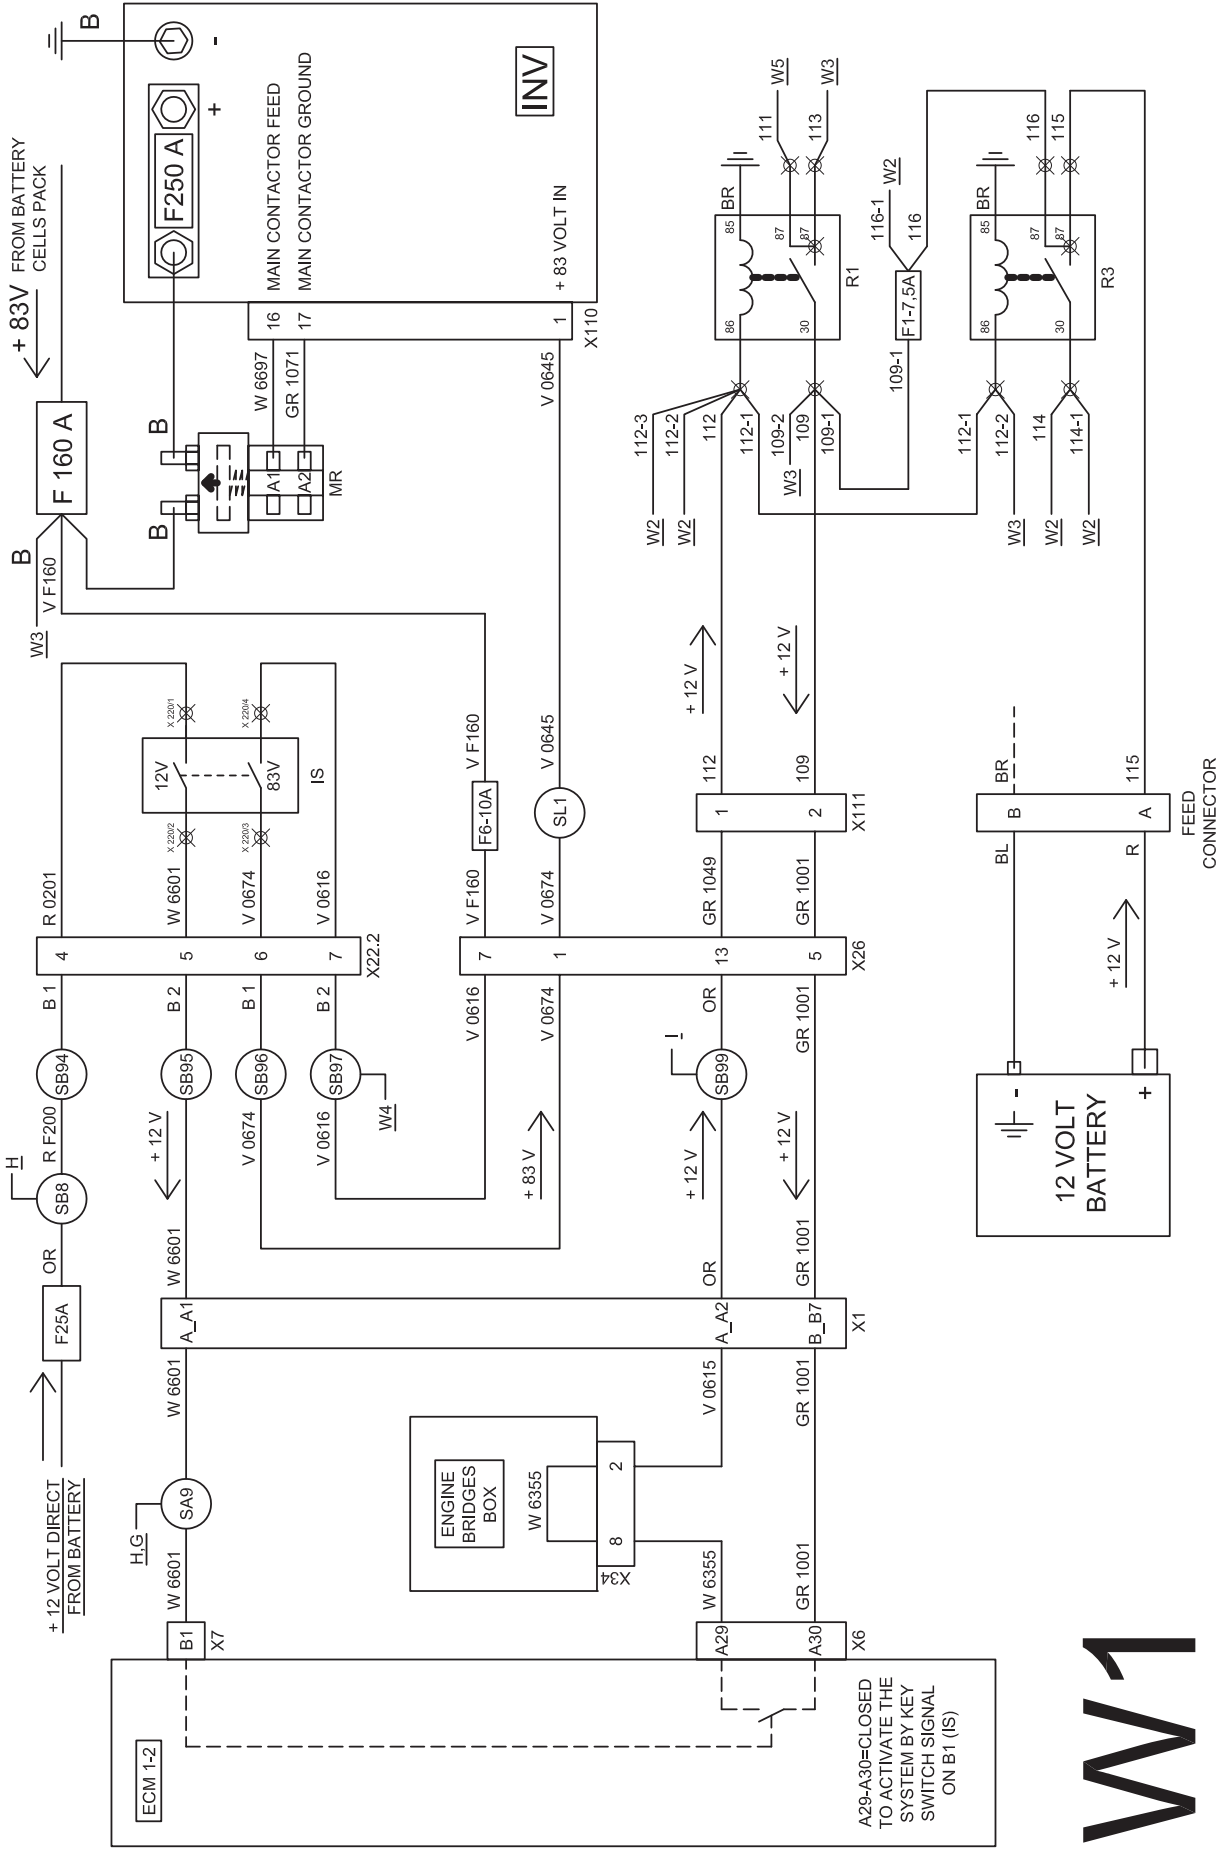 + 12 VOLT DIRECT
FROM BATTERY
F25A
OR
SB8
H
R F200
SB94
B 1
4
R 0201
W3
V F160
B
F 160 A
+ 83V
FROM BATTERY
CELLS PACK
B
ECM 1-2
B1
X7
W 6601
SA9
H,G
W 6601
A_A1
W 6601
+ 12 V
SB95
B 2
5
W 6601
X 220/2
12V
X 220/1
V 0674
SB96
B 1
6
V 0674
X 220/3
83V
X 220/4
IS
V 0616
SB97
W4
B 2
7
V 0616
X22.2
B
B
A1
A2
MR
W 6697
GR 1071
16
17
MAIN CONTACTOR FEED
MAIN CONTACTOR GROUND
F250 A
+
-
INV
V 0616
7
V F160
F6-10A
V F160
+ 83 V
V 0674
1
V 0674
SL1
V 0645
V 0645
1
+ 83 VOLT IN
X110
ENGINE
BRIDGES
BOX
W 6355
8
2
X34
A29
W 6355
V 0615
A_A2
OR
+ 12 V
SB99
I
OR
13
GR 1049
1
112
+ 12 V
A30
X6
GR 1001
GR 1001
B_B7
X1
GR 1001
+ 12 V
GR 1001
5
X26
GR 1001
2
X111
109
+ 12 V
A29-A30=CLOSED
TO ACTIVATE THE
SYSTEM BY KEY
SWITCH SIGNAL
ON B1 (IS)
W2
112-3
W2
112-2
112
112-1
W3
109-2
109
109-1
86
85
BR
30
87
87
R1
111
W5
113
W3
109-1
F1-7,5A
116-1
W2
116
112-1
W3
112-2
W2
114
W2
114-1
86
85
BR
30
87
87
R3
116
115
12 VOLT
BATTERY
-
+
BL
B
BR
+ 12 V
R
A
115
FEED
CONNECTOR
W1